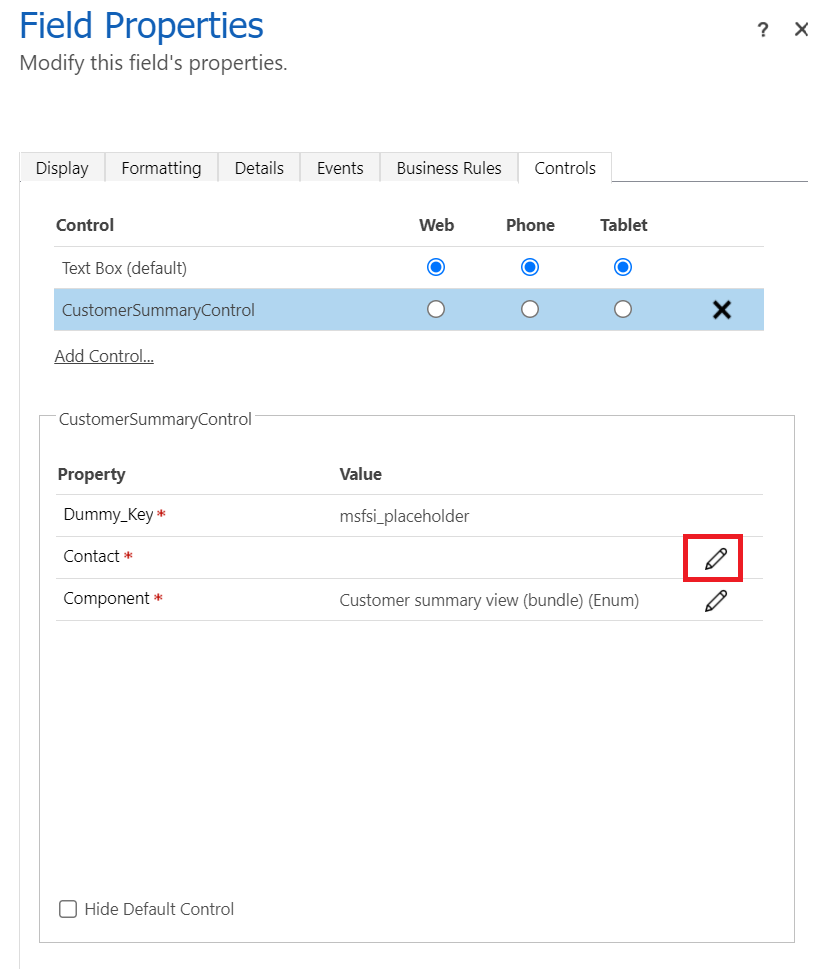 Field Properties
? ✕
Modify this field's properties.
Display Formatting Details Events Business Rules Controls
Control Web Phone Tablet
Text Box (default)
CustomerSummaryControl
Add Control...
CustomerSummaryControl
Property Value
Dummy_Key * msfsi_placeholder
Contact *
Component * Customer summary view (bundle) (Enum)
Hide Default Control